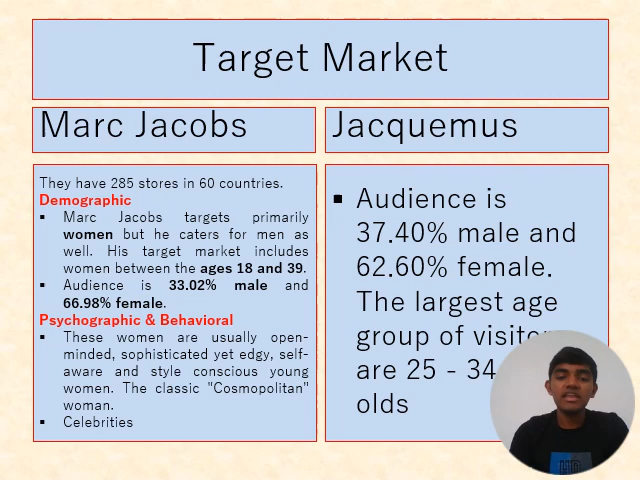 Target Market
Marc Jacobs
Jacquemus
They have 285 stores in 60 countries.
Demographic
▪ Marc Jacobs targets primarily
women but he caters for men as
well. His target market includes
women between the ages 18 and 39.
▪ Audience is 33.02% male and
66.98% female.
Psychographic & Behavioral
▪ These women are usually open-
minded, sophisticated yet edgy, self-
aware and style conscious young
women. The classic "Cosmopolitan"
woman.
▪ Celebrities
▪ Audience is
37.40% male and
62.60% female.
The largest age
group of
are 25 - 34
olds